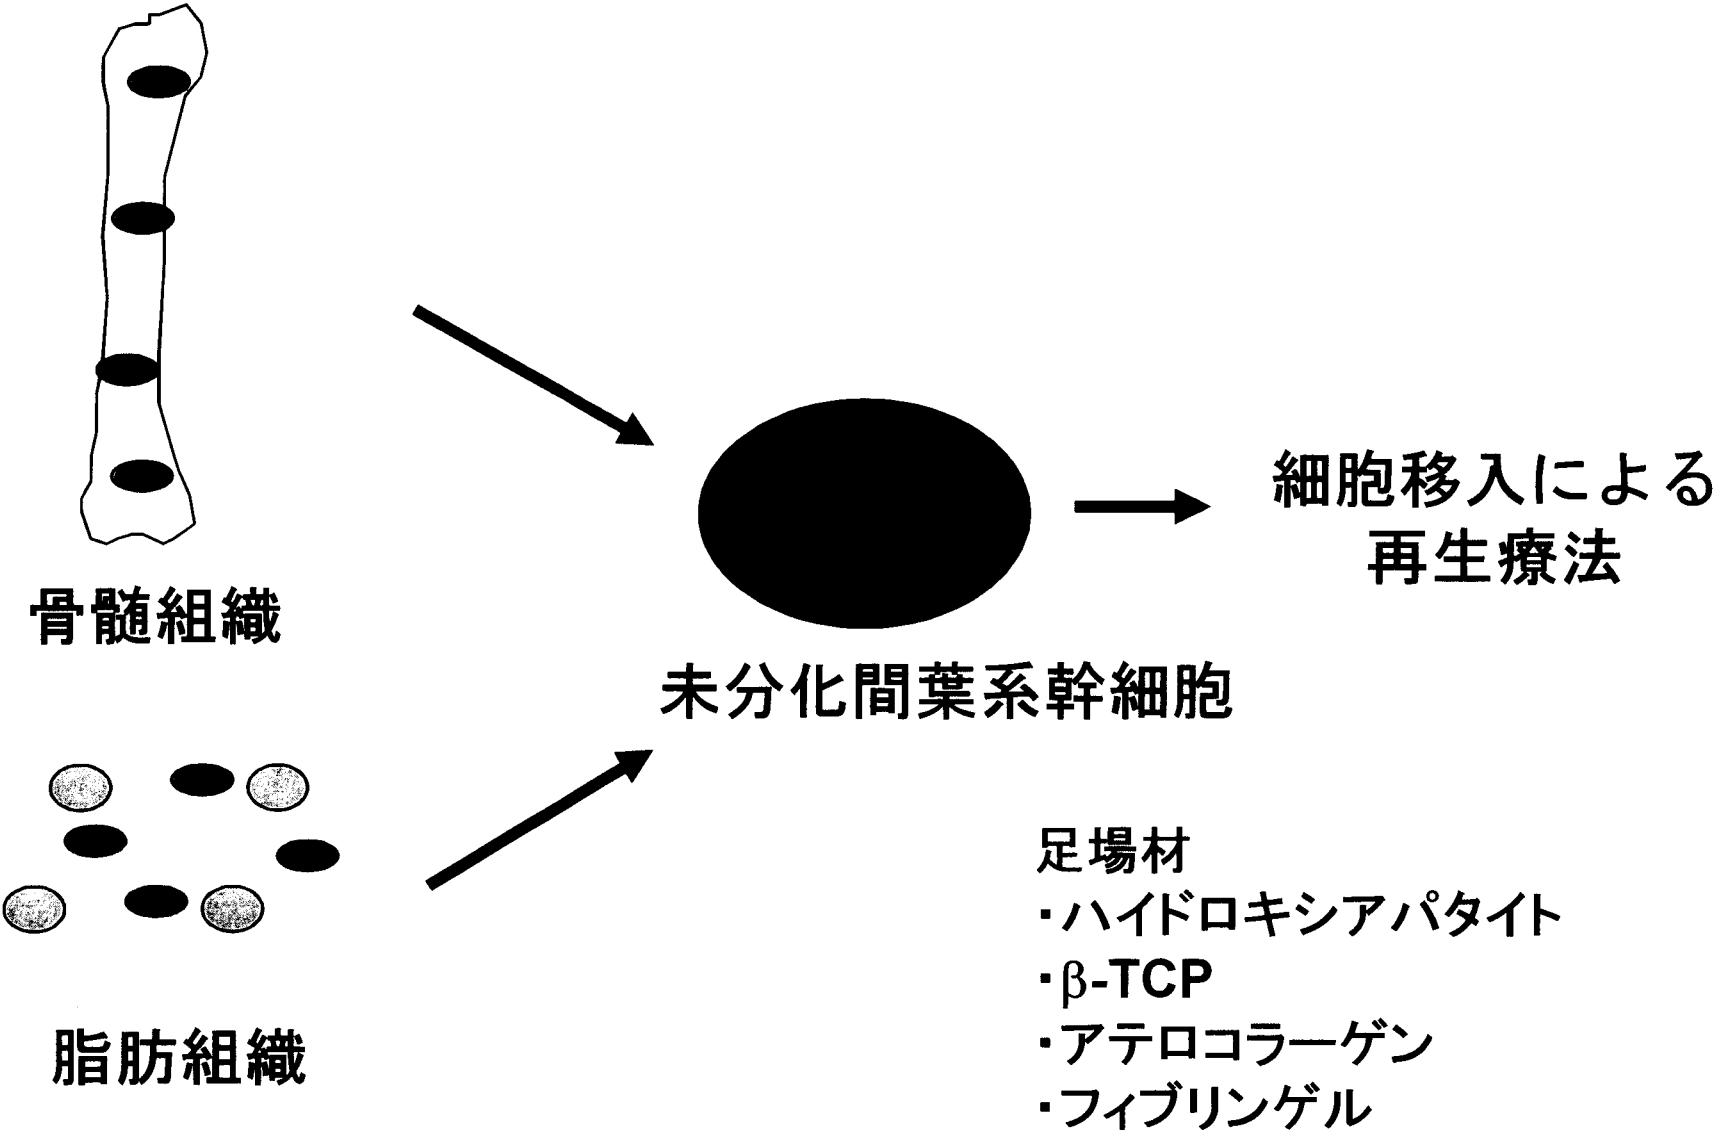 骨髄組織
細胞移入による
再生療法
未分化間葉系幹細胞
脂肪組織
足場材
・ハイドロキシアパタイト
・β-TCP
・アテロコラーゲン
・フィブリンゲル